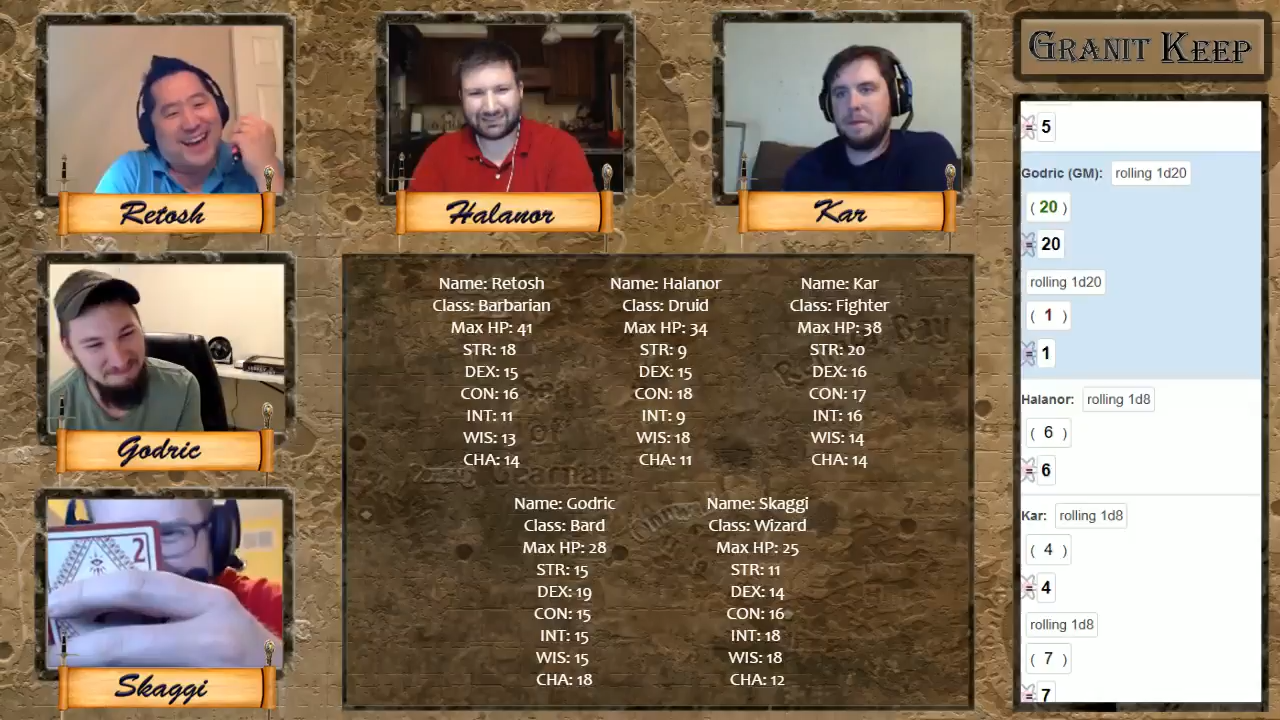 GRANIT KEEP
Retosh
Halanor
Kar
Godric
2
Skaggi
Name: Retosh
Class: Barbarian
Max HP: 41
STR: 18
DEX: 15
CON: 16
INT: 11
WIS: 13
CHA: 14
Name: Halanor
Class: Druid
Max HP: 34
STR: 9
DEX: 15
CON: 18
INT: 9
WIS: 18
CHA: 11
Name: Kar
Class: Fighter
Max HP: 38
STR: 20
DEX: 16
CON: 17
INT: 16
WIS: 14
CHA: 14
Name: Godric
Class: Bard
Max HP: 28
STR: 15
DEX: 19
CON: 15
INT: 15
WIS: 15
CHA: 18
Name: Skaggi
Class: Wizard
Max HP: 25
STR: 11
DEX: 14
CON: 16
INT: 18
WIS: 18
CHA: 12
= 5
Godric (GM): rolling 1d20
( 20 )
= 20
rolling 1d20
( 1 )
= 1
Halanor: rolling 1d8
( 6 )
= 6
Kar: rolling 1d8
( 4 )
= 4
rolling 1d8
( 7 )
= 7